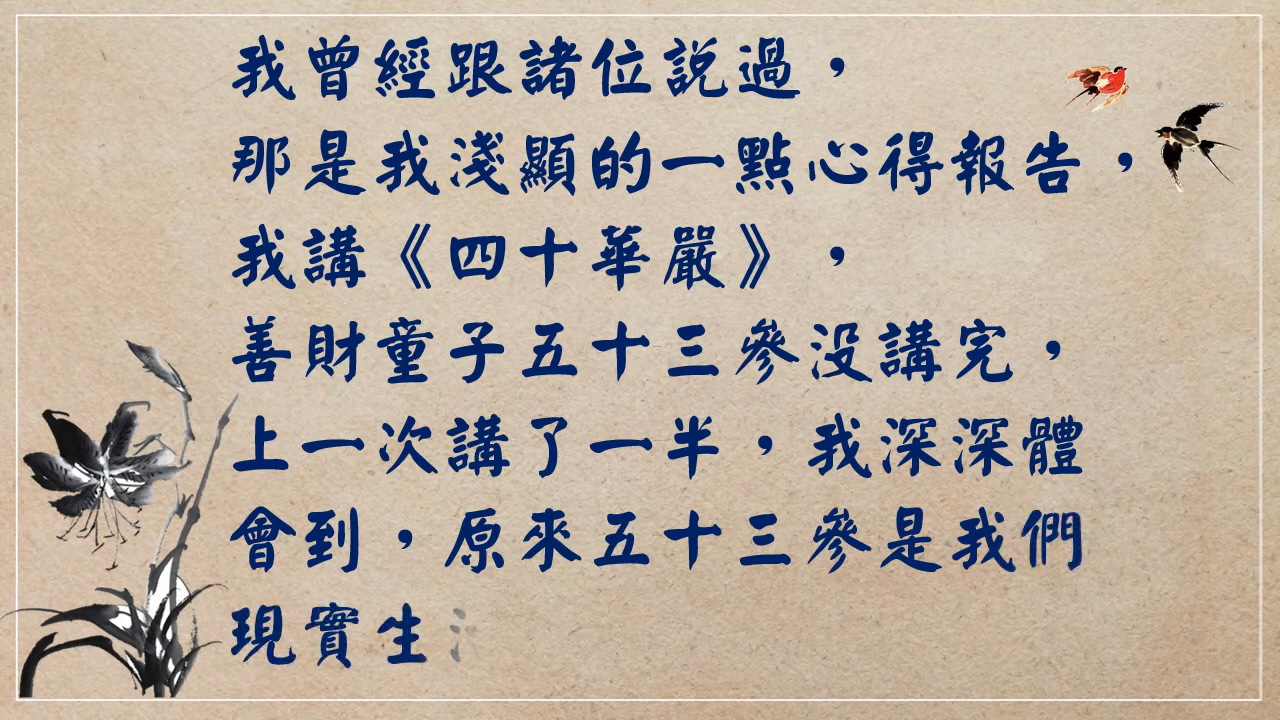 我曾經跟諸位説過，
那是我淺顯的一點心得報告，
我講《四十華嚴》，
善財童子五十三參没講完，
上一次講了一半，我深深體
會到，原來五十三參是我們
現實生